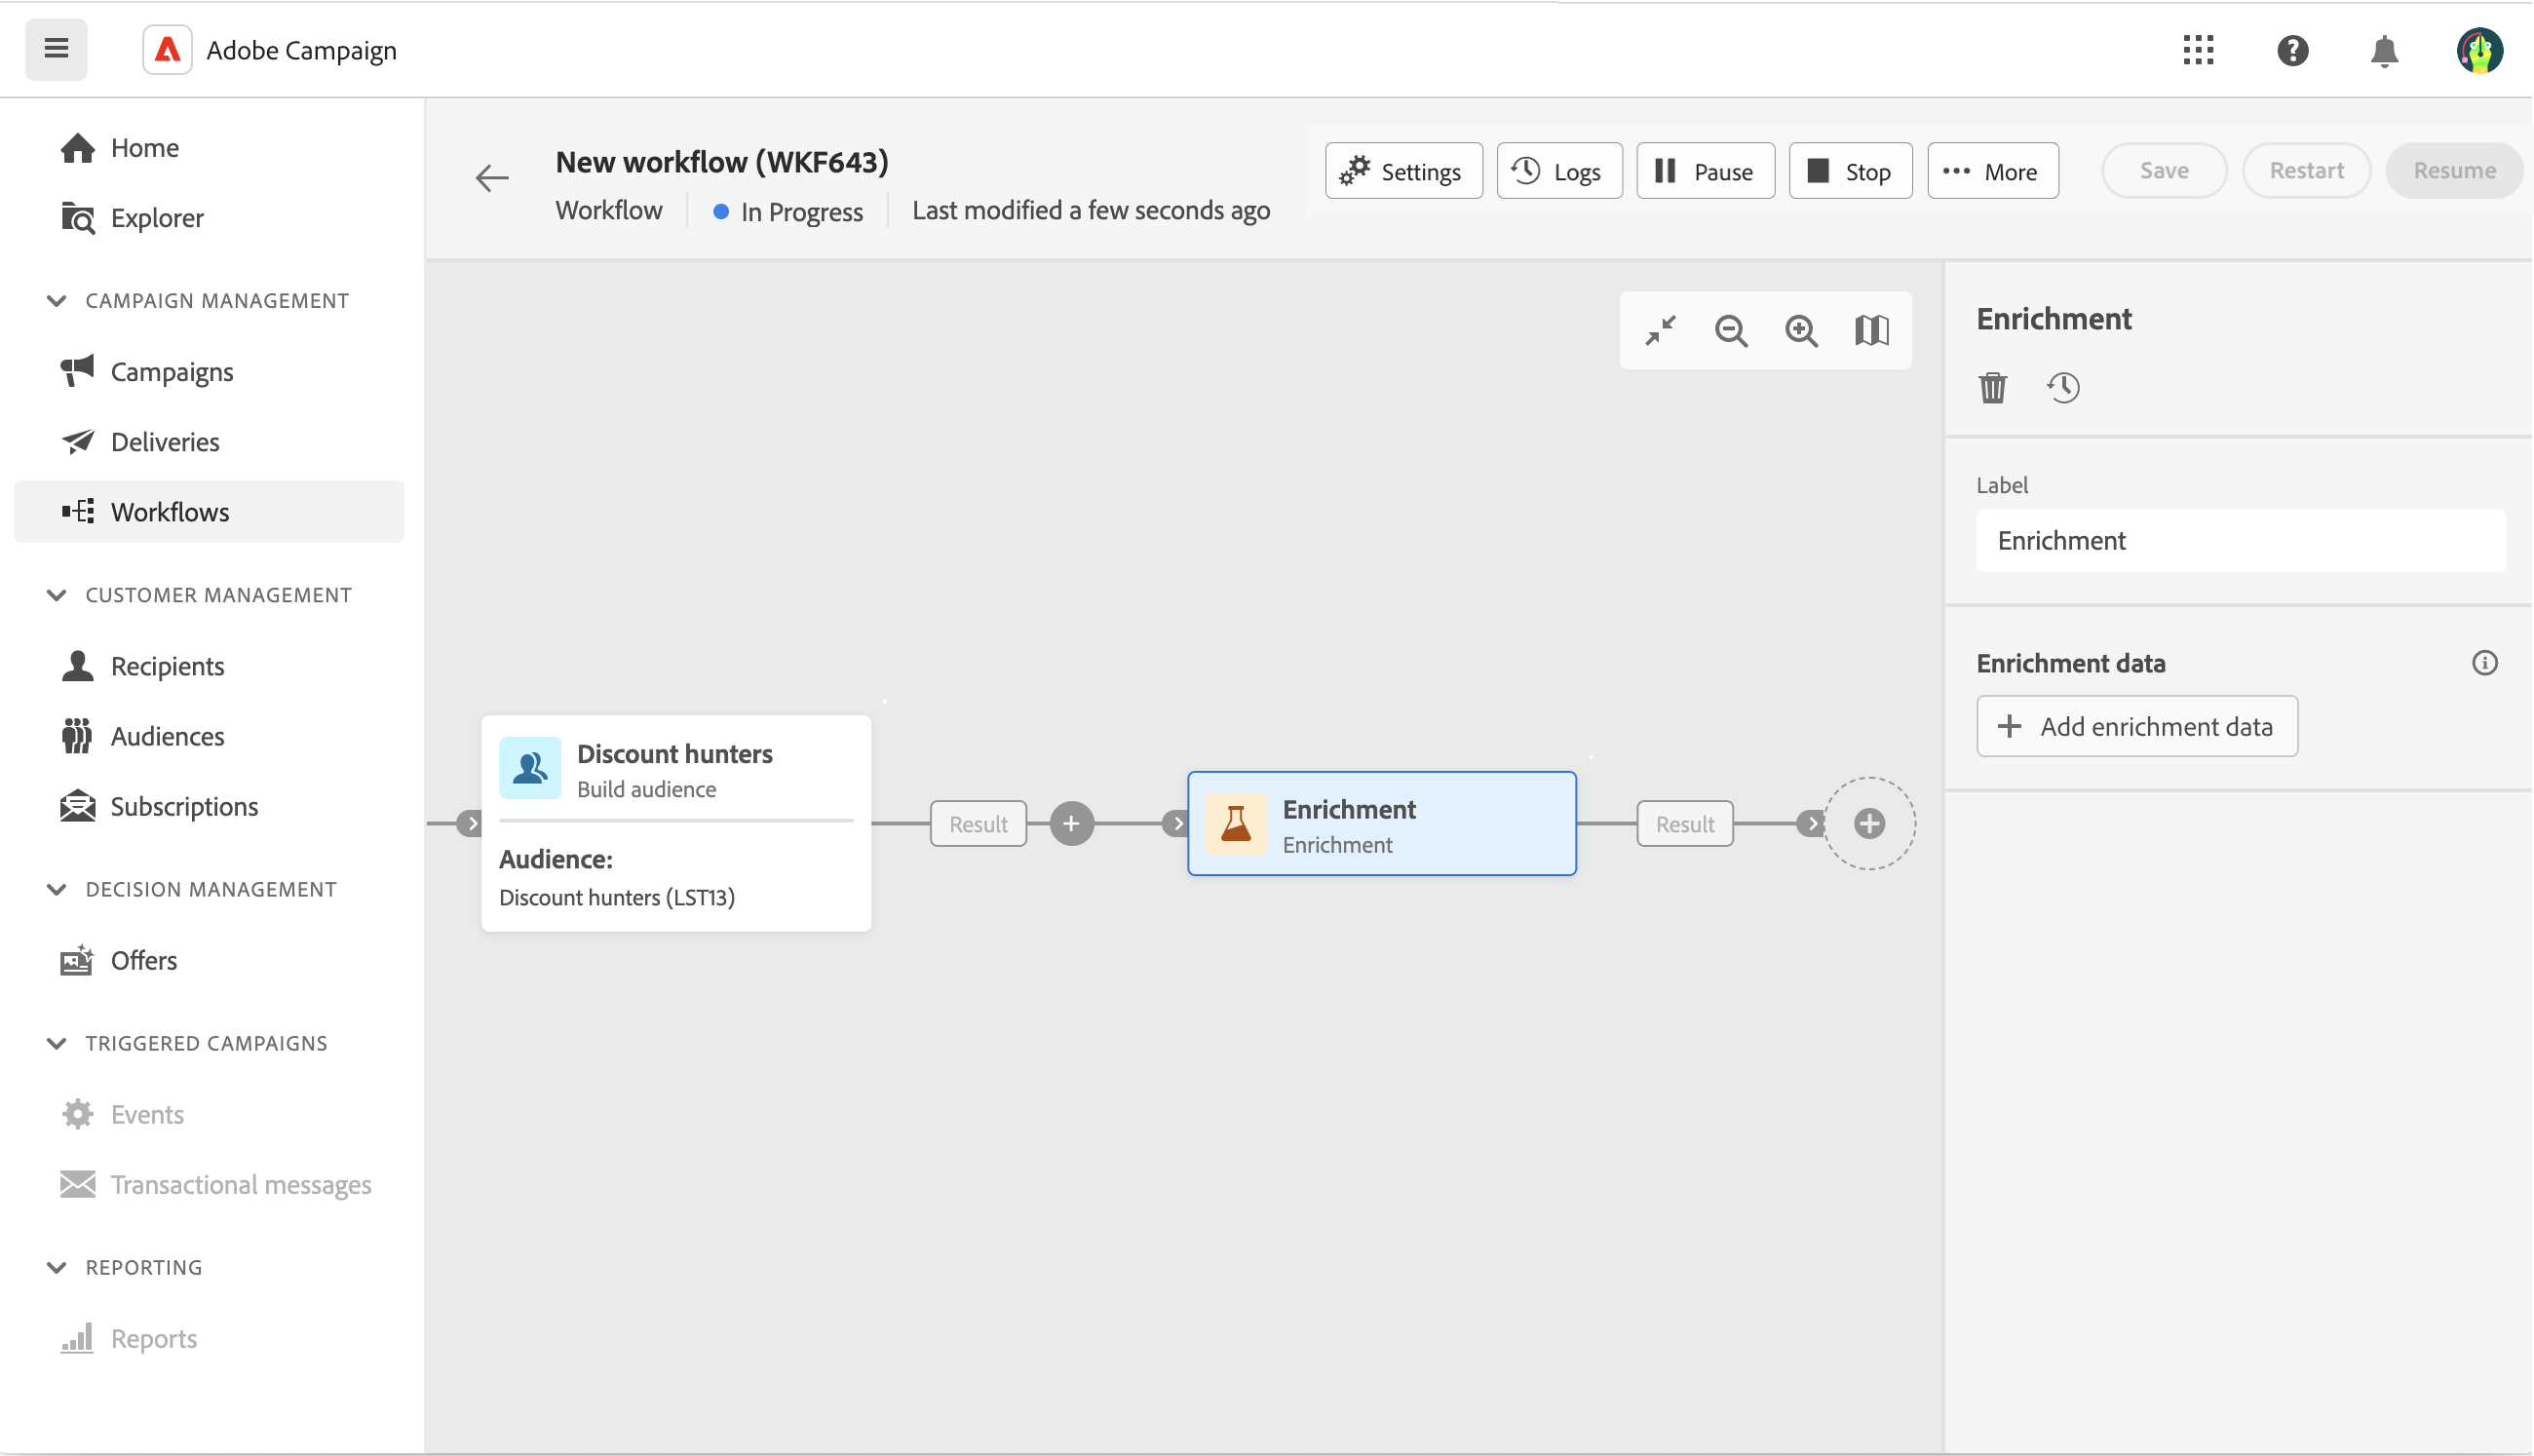 Adobe Campaign
Home
Explorer
CAMPAIGN MANAGEMENT
Campaigns
Deliveries
Workflows
CUSTOMER MANAGEMENT
Recipients
Audiences
Subscriptions
DECISION MANAGEMENT
Offers
TRIGGERED CAMPAIGNS
Events
Transactional messages
REPORTING
Reports
New workflow (WKF643)
Workflow In Progress Last modified a few seconds ago
Settings Logs Pause Stop More Save Restart Resume
Discount hunters
Build audience
Audience:
Discount hunters (LST13)
Result
Enrichment
Enrichment
Result
Enrichment
Label
Enrichment
Enrichment data
Add enrichment data